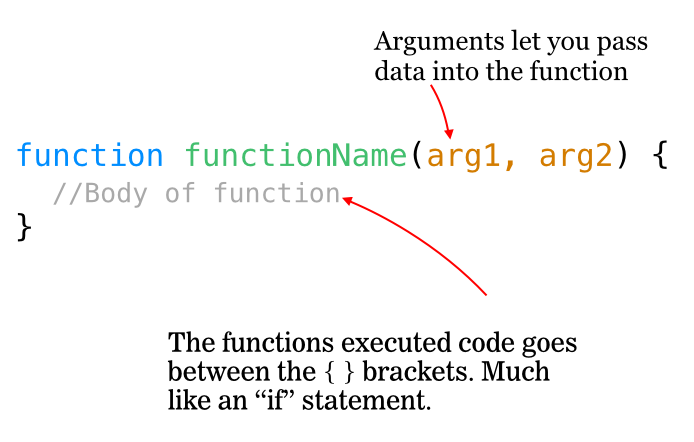 Arguments let you pass
data into the function
function functionName(arg1, arg2) {
//Body of function
}
The functions executed code goes
between the { } brackets. Much
like an “if” statement.